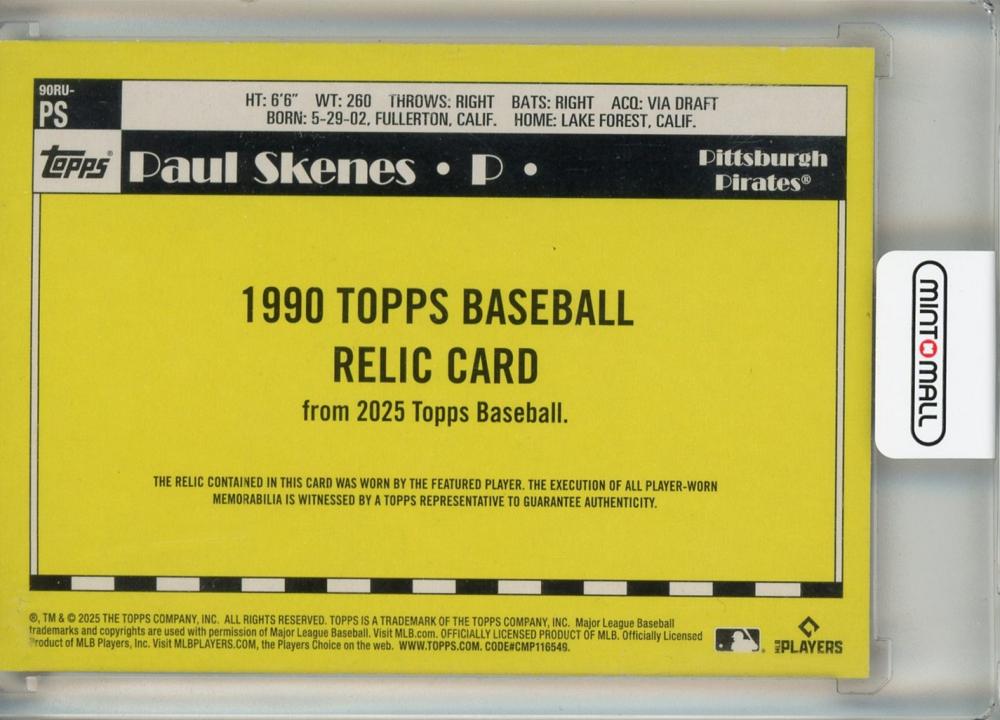 90RU-
PS
HT: 6'6" WT: 260 THROWS: RIGHT BATS: RIGHT ACQ: VIA DRAFT
BORN: 5-29-02, FULLERTON, CALIF. HOME: LAKE FOREST, CALIF.
topps®
Paul Skenes • P •
Pittsburgh
Pirates®
1990 TOPPS BASEBALL
RELIC CARD
from 2025 Topps Baseball.
THE RELIC CONTAINED IN THIS CARD WAS WORN BY THE FEATURED PLAYER. THE EXECUTION OF ALL PLAYER-WORN
MEMORABILIA IS WITNESSED BY A TOPPS REPRESENTATIVE TO GUARANTEE AUTHENTICITY.
®, TM & © 2025 THE TOPPS COMPANY, INC. ALL RIGHTS RESERVED. TOPPS IS A TRADEMARK OF THE TOPPS COMPANY, INC. Major League Baseball
trademarks and copyrights are used with permission of Major League Baseball. Visit MLB.com. OFFICIALLY LICENSED PRODUCT OF MLB. Officially Licensed
Product of MLB Players, Inc. Visit MLBPLAYERS.COM, the Players Choice on the web. WWW.TOPPS.COM. CODE#CMP116549.
MLB PLAYERS
MINTOMALL